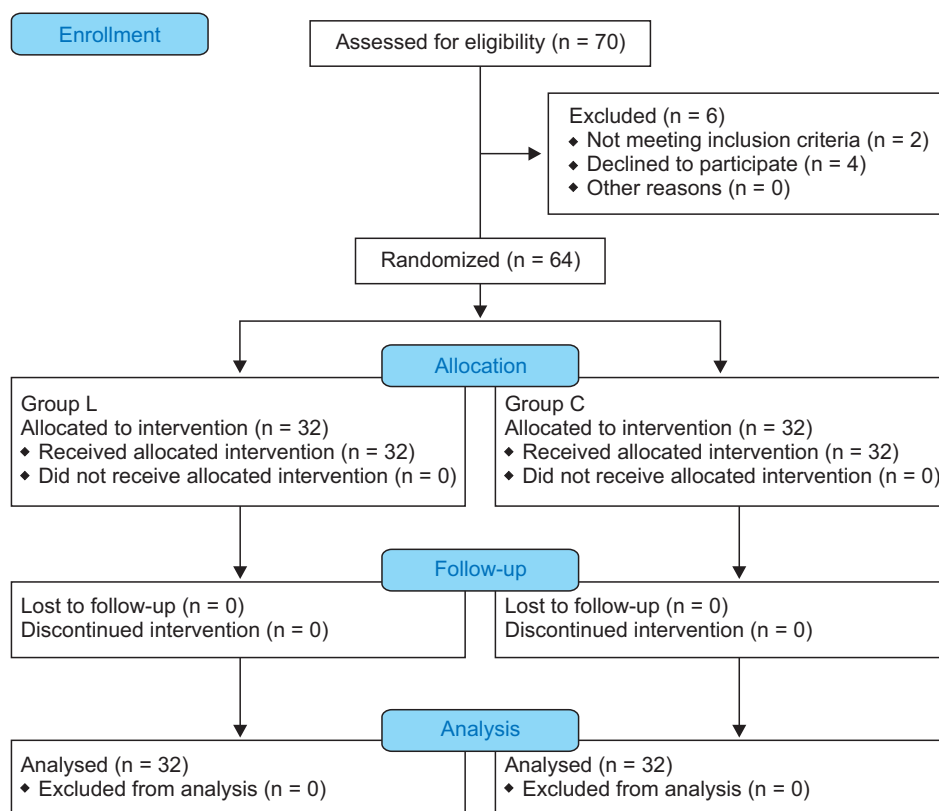 Enrollment
Assessed for eligibility (n = 70)
Excluded (n = 6)
◆ Not meeting inclusion criteria (n = 2)
◆ Declined to participate (n = 4)
◆ Other reasons (n = 0)
Randomized (n = 64)
Allocation
Group L
Allocated to intervention (n = 32)
◆ Received allocated intervention (n = 32)
◆ Did not receive allocated intervention (n = 0)
Group C
Allocated to intervention (n = 32)
◆ Received allocated intervention (n = 32)
◆ Did not receive allocated intervention (n = 0)
Follow-up
Lost to follow-up (n = 0)
Discontinued intervention (n = 0)
Lost to follow-up (n = 0)
Discontinued intervention (n = 0)
Analysis
Analysed (n = 32)
◆ Excluded from analysis (n = 0)
Analysed (n = 32)
◆ Excluded from analysis (n = 0)